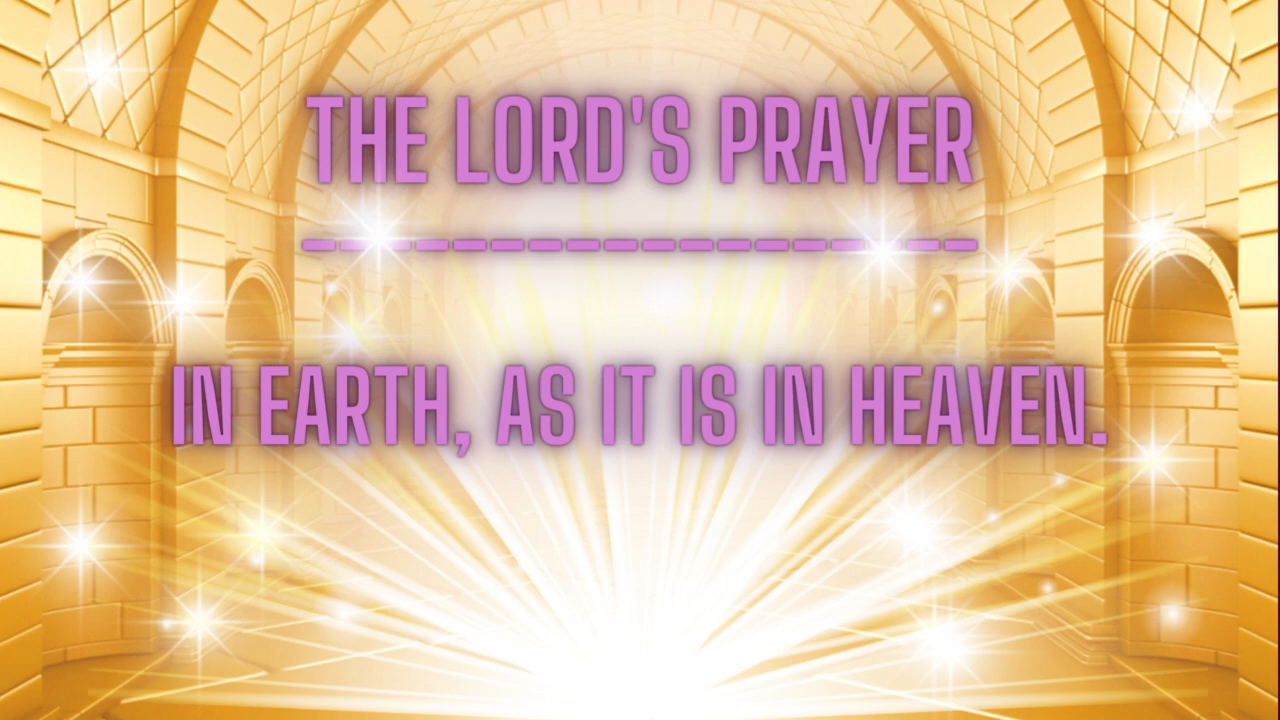 THE LORD'S PRAYER
------------------
IN EARTH, AS IT IS IN HEAVEN.